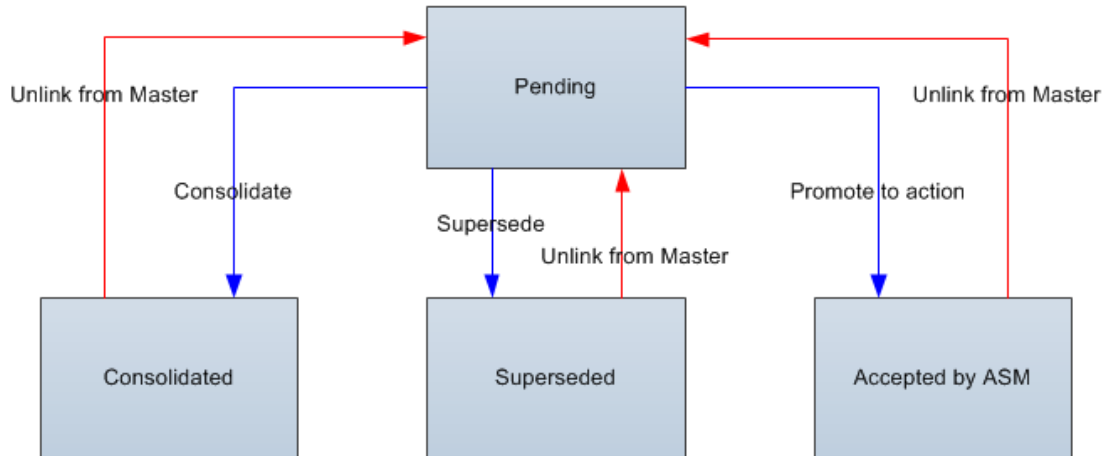 Pending
Unlink from Master
Unlink from Master
Consolidate
Promote to action
Supersede
Unlink from Master
Consolidated
Superseded
Accepted by ASM